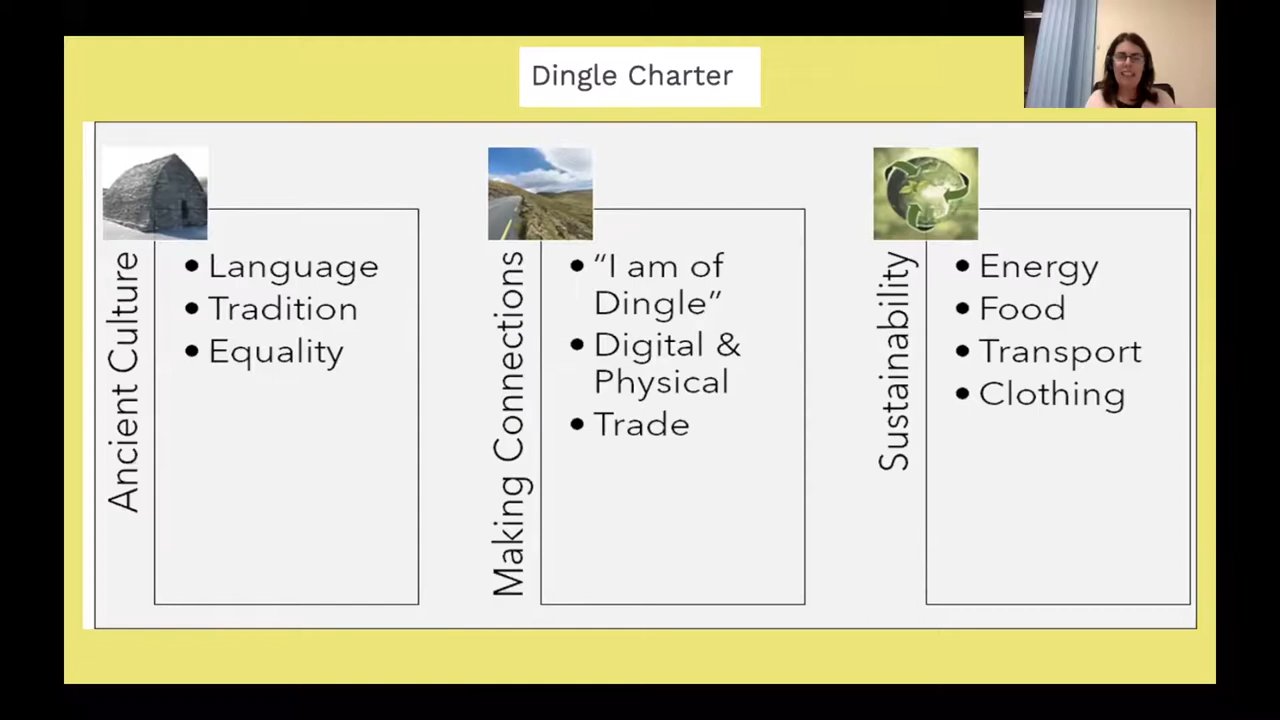 Dingle Charter
Ancient Culture
• Language
• Tradition
• Equality
Making Connections
• “I am of
Dingle”
• Digital &
Physical
• Trade
Sustainability
• Energy
• Food
• Transport
• Clothing